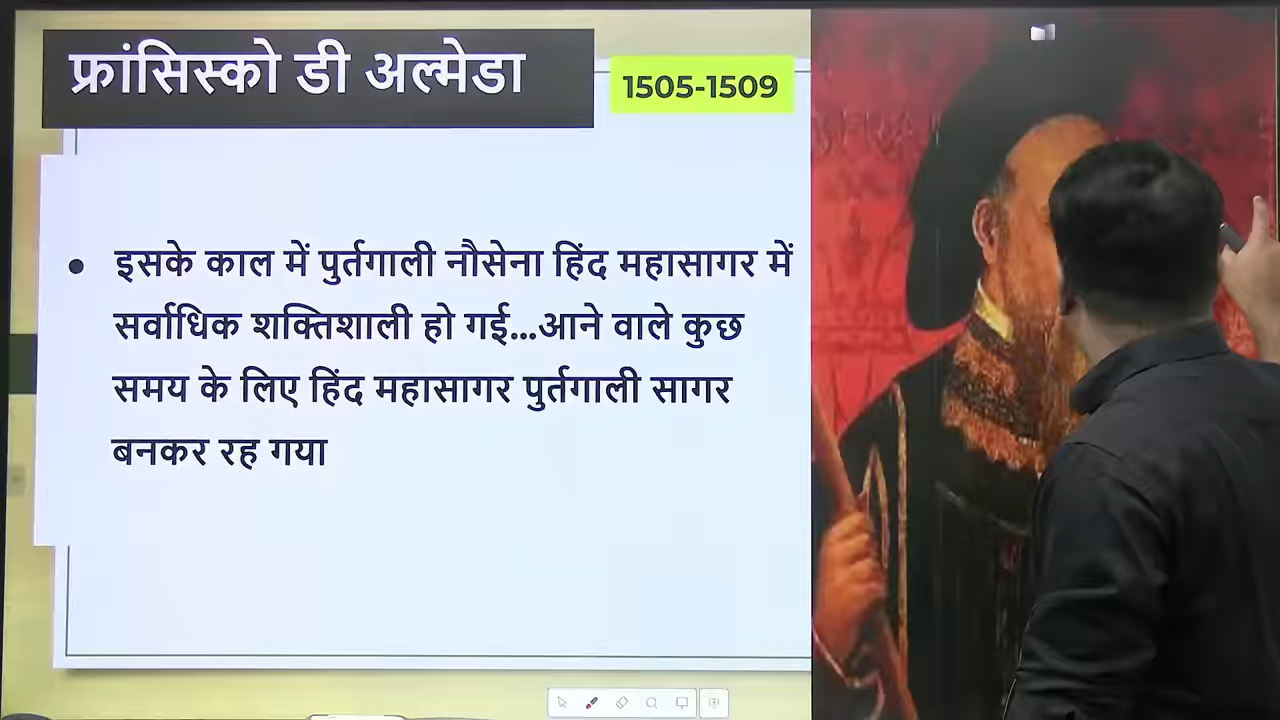 फ्रांसिस्को डी अल्मेडा
1505-1509
• इसके काल में पुर्तगाली नौसेना हिंद महासागर में
सर्वाधिक शक्तिशाली हो गई...आने वाले कुछ
समय के लिए हिंद महासागर पुर्तगाली सागर
बनकर रह गया